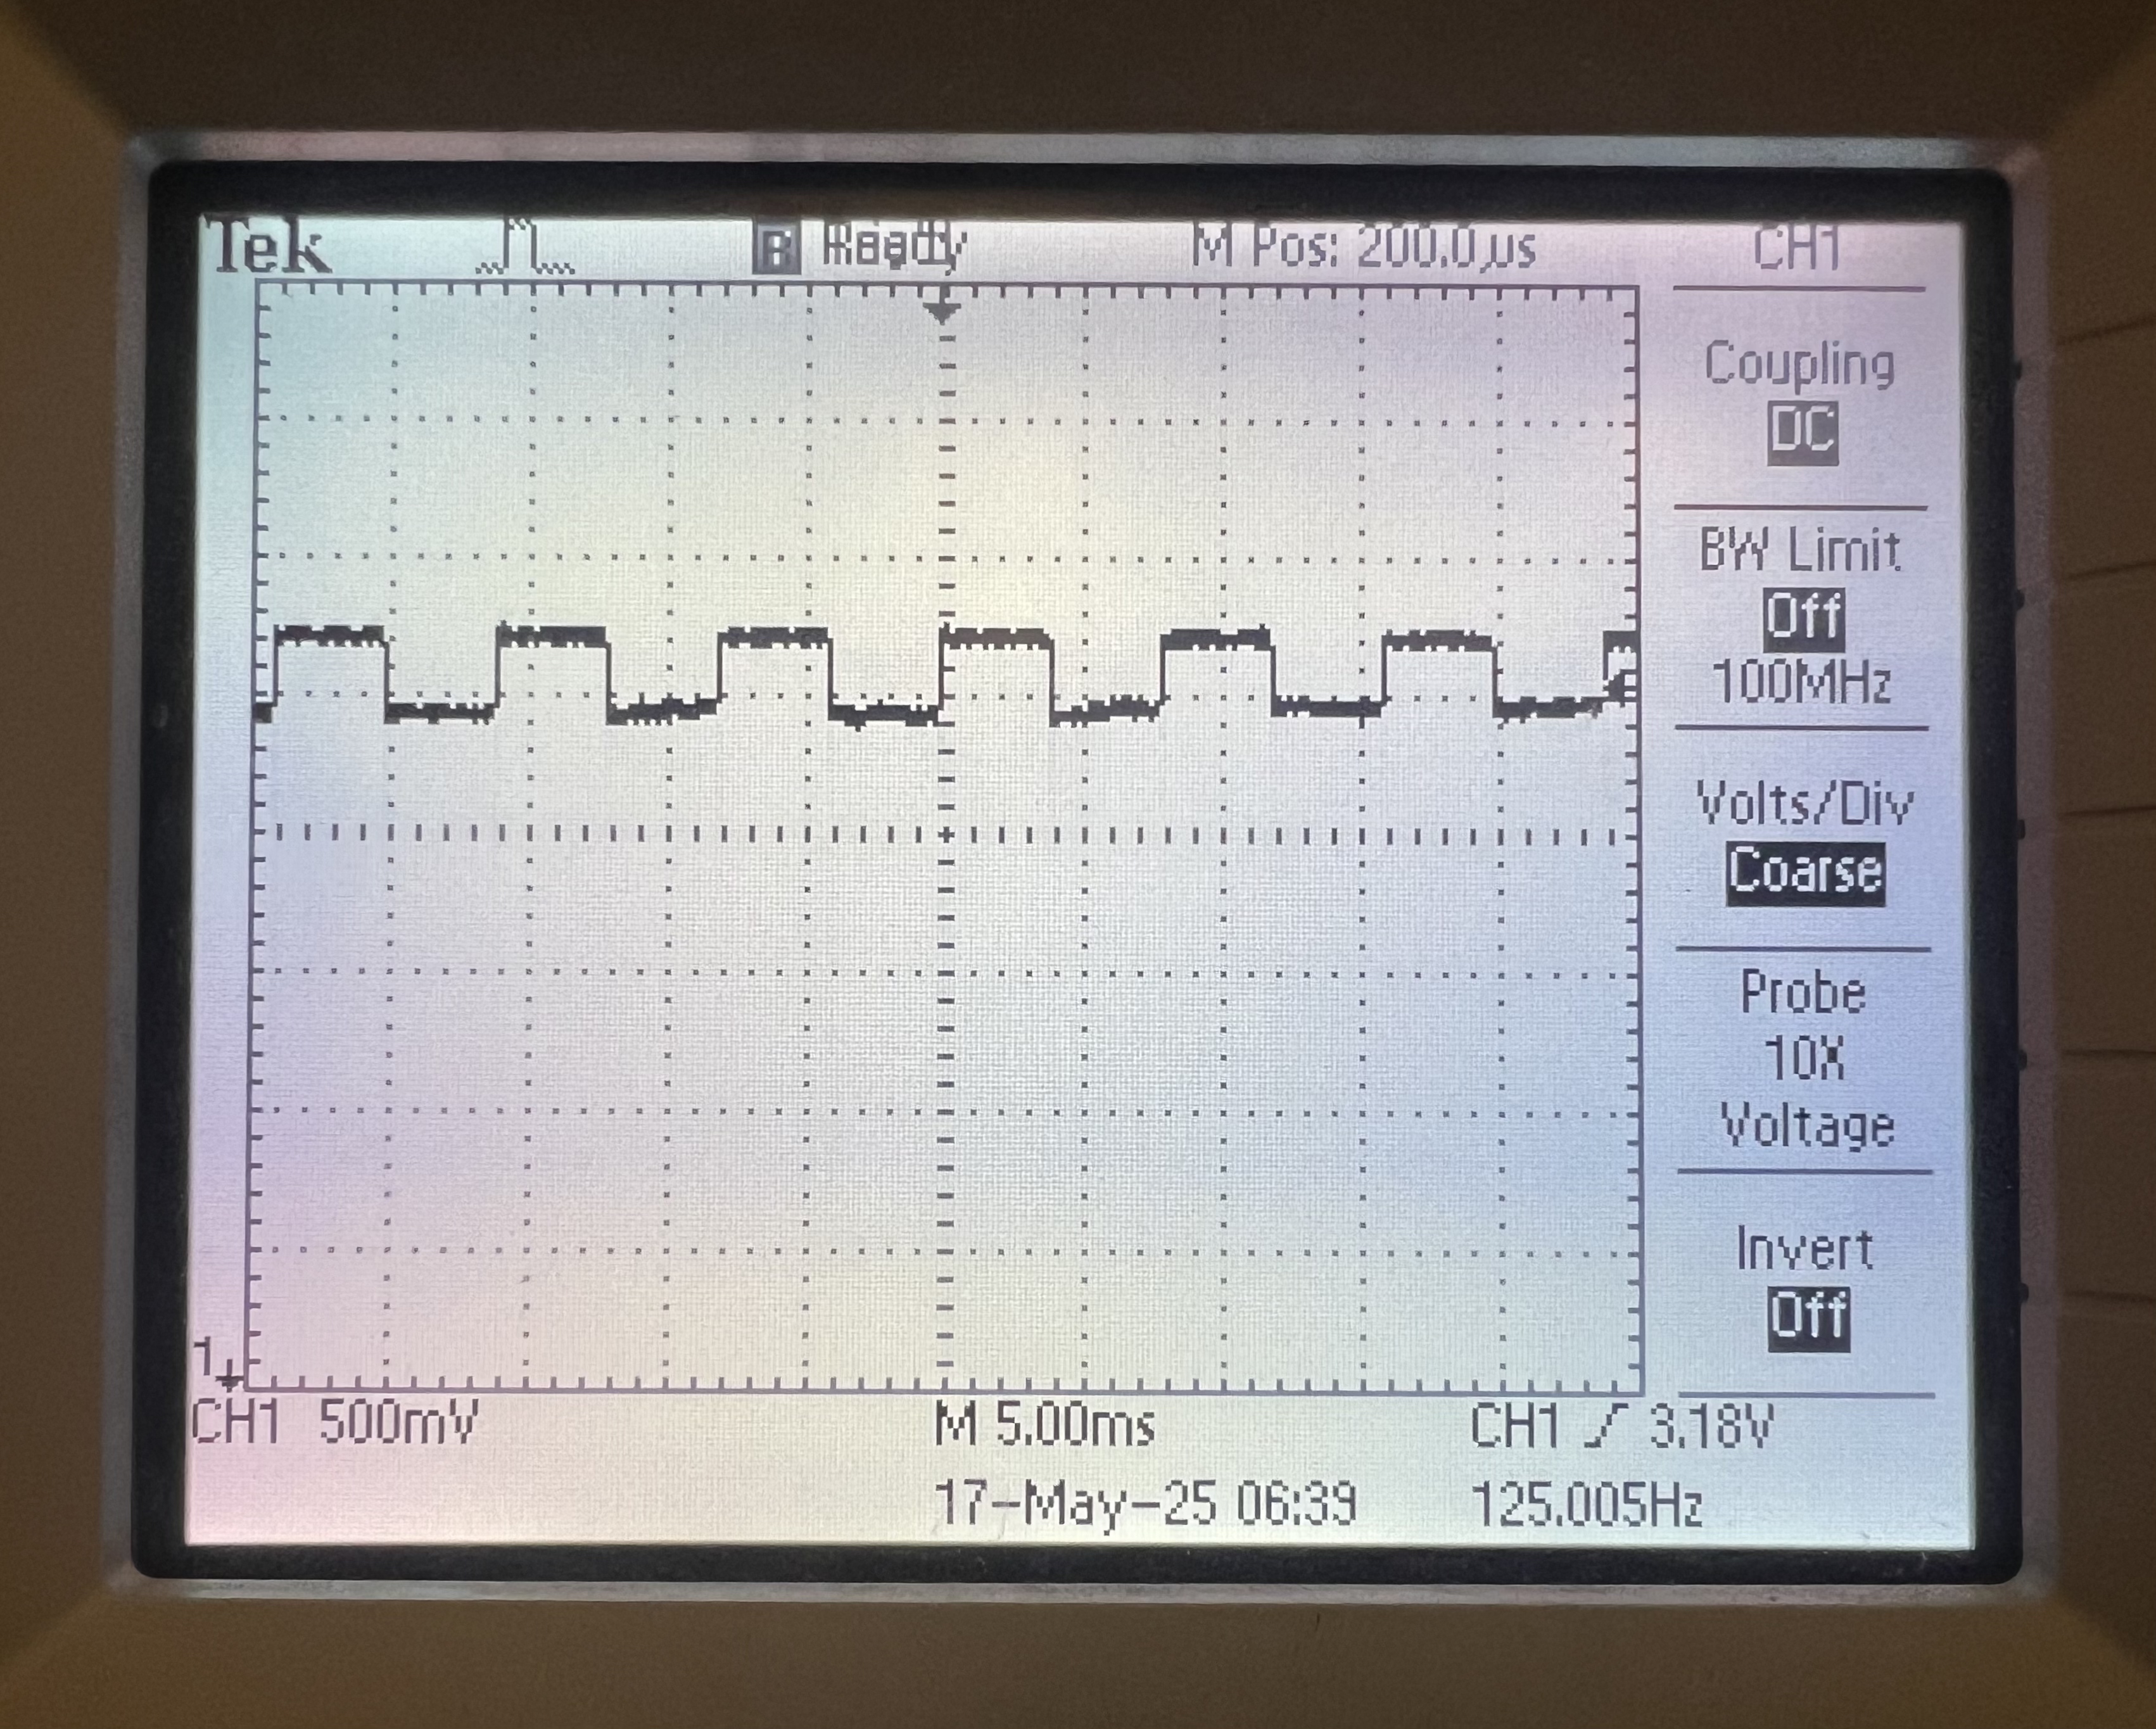 Tek
M Pos: 200.0µs
CH1
Coupling
DC
BW Limit
Off
100MHz
Volts/Div
Coarse
Probe
10X
Voltage
Invert
Off
1
CH1 500mV
M 5.00ms
CH1 3.18V
17-May-25 06:39
125.005Hz